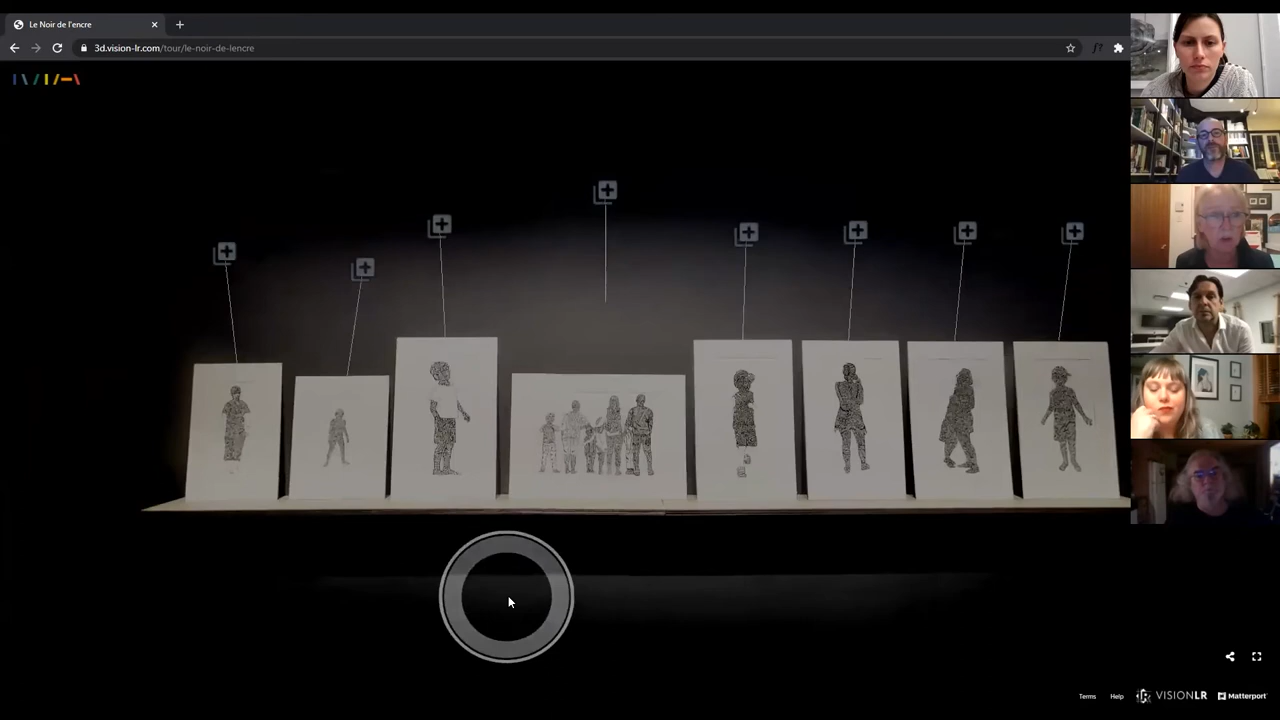 Le Noir de l'encre
3d.vision-lr.com/tour/le-noir-de-lencre
f?
Terms
Help
VISIONLR
Matterport